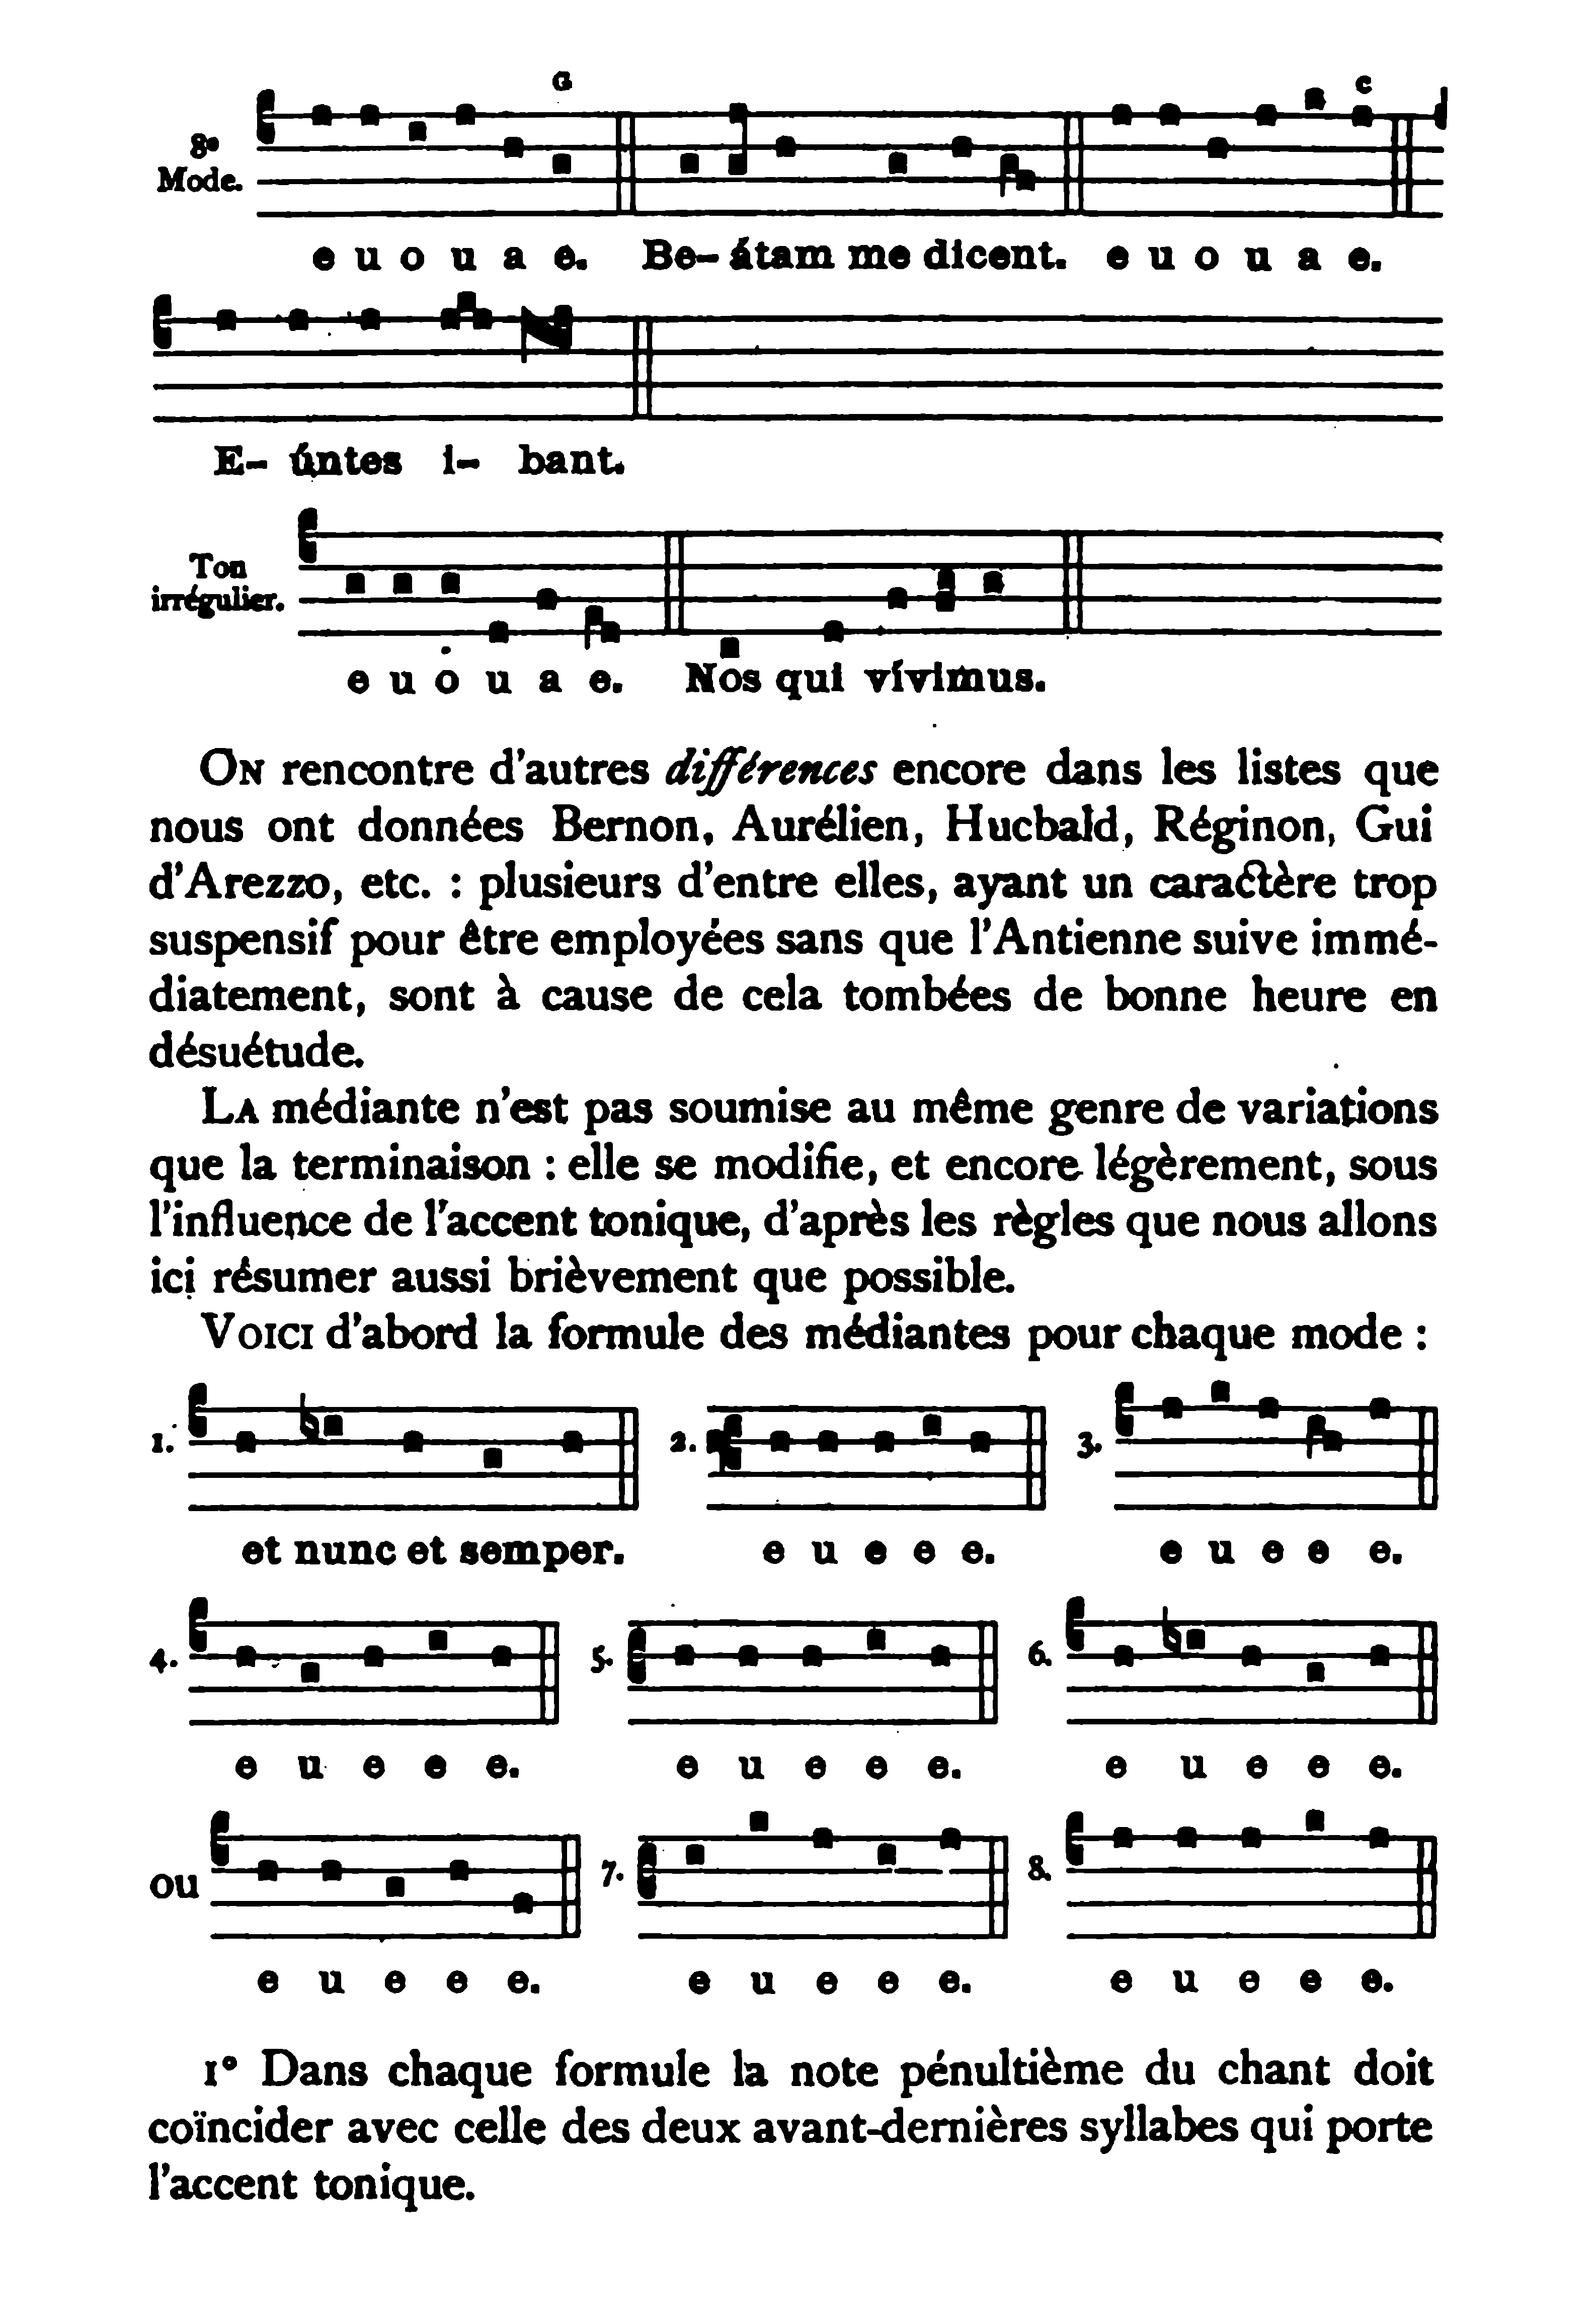 G C
8e
Mode.
e u o u a e. Be- átam me dicent. e u o u a e.
E- úntes i- bant.
Ton
irrégulier.
e u o u a e. Nos qui vívimus.
ON rencontre d'autres différences encore dans les listes que
nous ont données Bernon, Aurélien, Hucbald, Réginon, Gui
d'Arezzo, etc. : plusieurs d'entre elles, ayant un caractère trop
suspensif pour être employées sans que l'Antienne suive immé-
diatement, sont à cause de cela tombées de bonne heure en
désuétude.
LA médiante n'est pas soumise au même genre de variations
que la terminaison : elle se modifie, et encore légèrement, sous
l'influence de l'accent tonique, d'après les règles que nous allons
ici résumer aussi brièvement que possible.
VOICI d'abord la formule des médiantes pour chaque mode :
1. 2. 3.
et nunc et semper. e u e e e. e u e e e.
4. 5. 6.
e u e e e. e u e e e. e u e e e.
ou 7. 8.
e u e e e. e u e e e. e u e e e.
1° Dans chaque formule la note pénultième du chant doit
coïncider avec celle des deux avant-dernières syllabes qui porte
l'accent tonique.